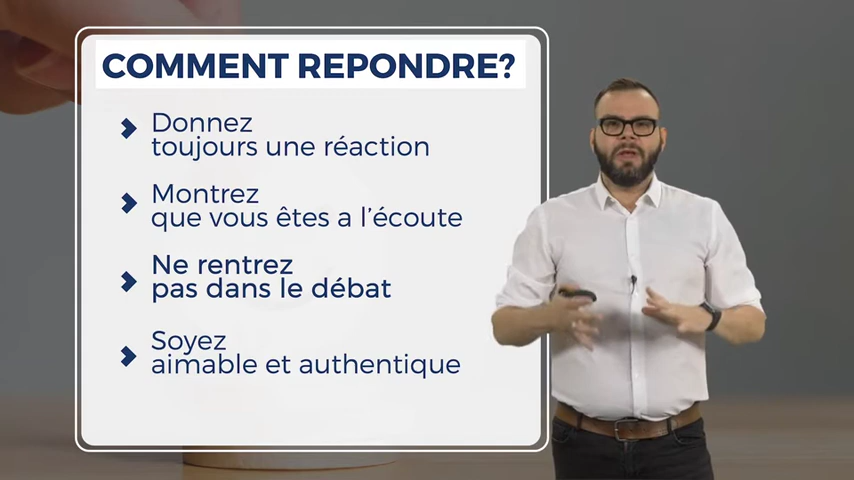 COMMENT REPONDRE?
Donnez
toujours une réaction
Montrez
que vous êtes a l'écoute
Ne rentrez
pas dans le débat
Soyez
aimable et authentique